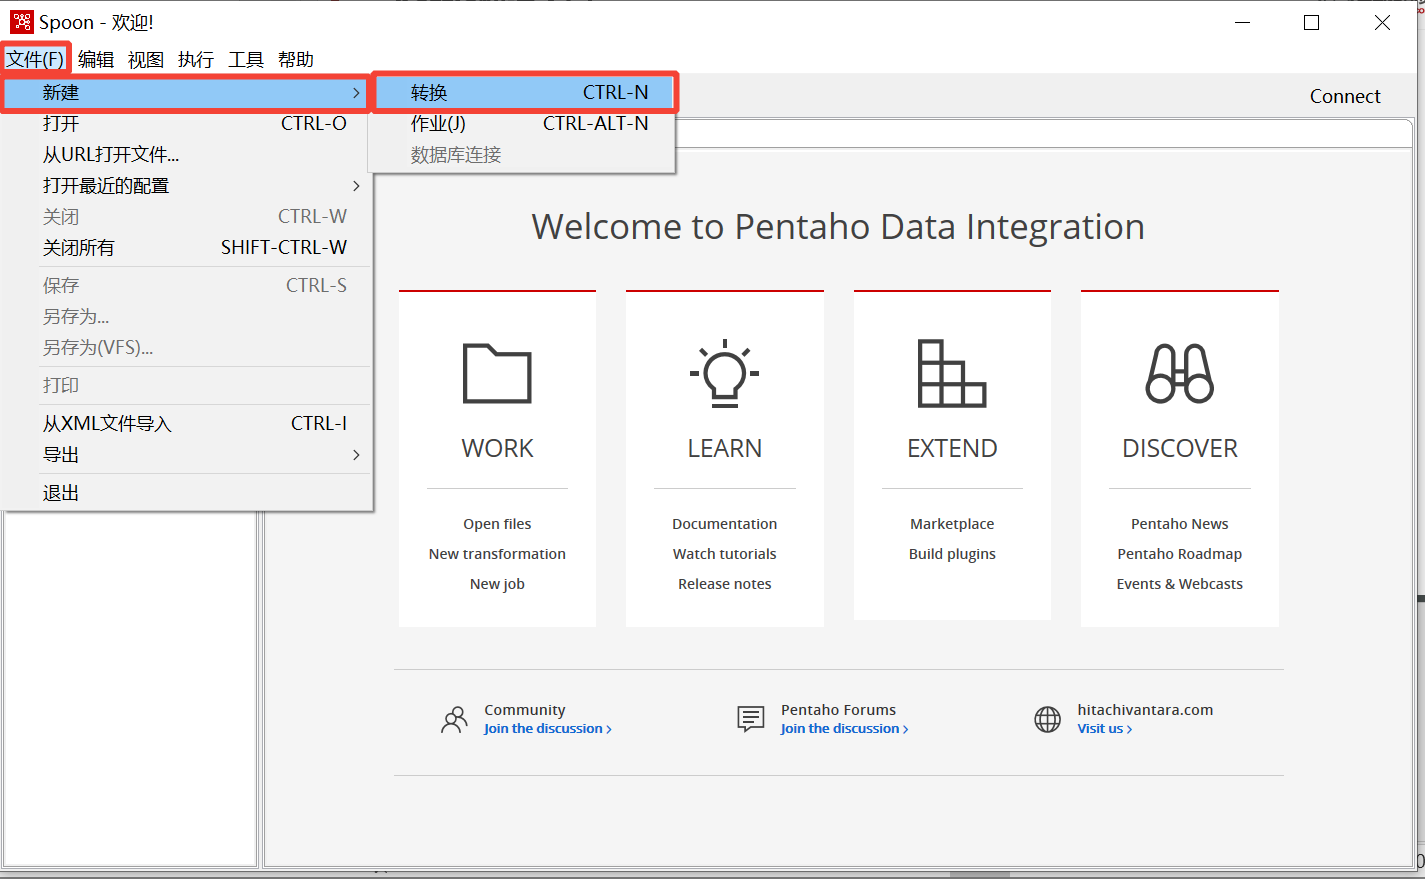 Spoon - 欢迎!
文件(F) 编辑 视图 执行 工具 帮助
新建
转换 CTRL-N
Connect
打开 CTRL-O
作业(J) CTRL-ALT-N
从URL打开文件...
数据库连接
打开最近的配置
关闭 CTRL-W
关闭所有 SHIFT-CTRL-W
保存 CTRL-S
另存为...
另存为(VFS)...
打印
从XML文件导入 CTRL-I
导出
退出
Welcome to Pentaho Data Integration
WORK
Open files
New transformation
New job
LEARN
Documentation
Watch tutorials
Release notes
EXTEND
Marketplace
Build plugins
DISCOVER
Pentaho News
Pentaho Roadmap
Events & Webcasts
Community
Join the discussion >
Pentaho Forums
Join the discussion >
hitachivantara.com
Visit us >